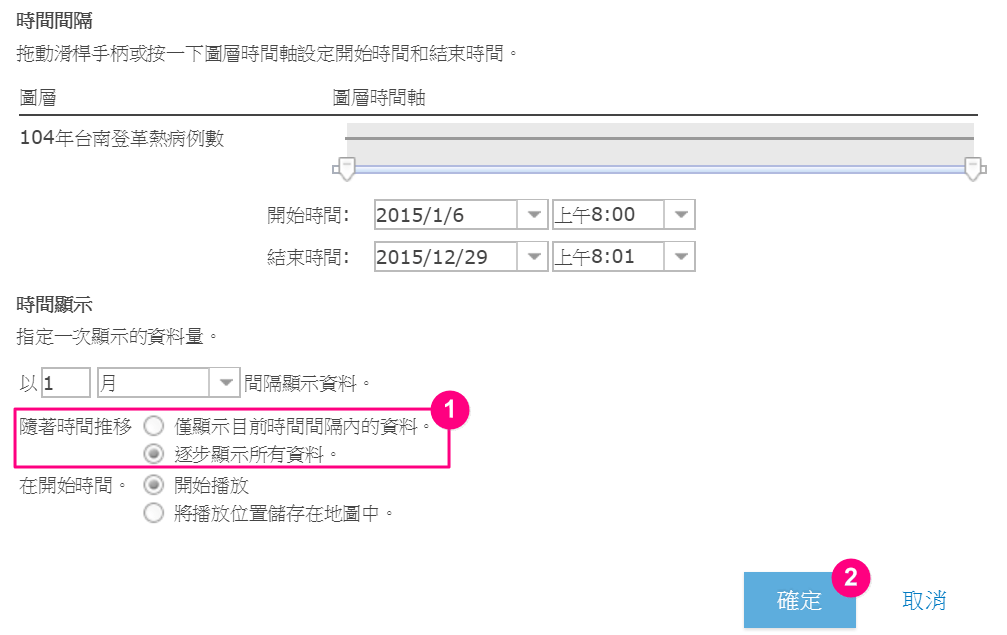 時間間隔
拖動滑桿手柄或按一下圖層時間軸設定開始時間和結束時間。
圖層 圖層時間軸
104年台南登革熱病例數
開始時間: 2015/1/6 上午8:00
結束時間: 2015/12/29 上午8:01
時間顯示
指定一次顯示的資料量。
以 1 月 間隔顯示資料。
1
隨著時間推移 僅顯示目前時間間隔內的資料。
逐步顯示所有資料。
在開始時間。 開始播放
將播放位置儲存在地圖中。
2
確定 取消